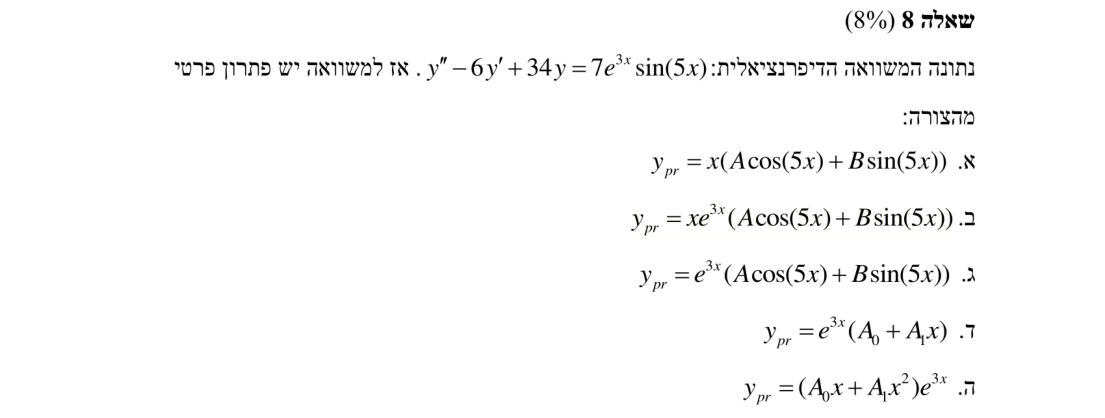 שאלה 8 (8%)
נתונה המשוואה הדיפרנציאלית: y″ − 6y′ + 34y = 7e^{3x} sin(5x) . אז למשוואה יש פתרון פרטי
מהצורה:
א. y_{pr} = x(A cos(5x) + B sin(5x))
ב. y_{pr} = xe^{3x}(A cos(5x) + B sin(5x))
ג. y_{pr} = e^{3x}(A cos(5x) + B sin(5x))
ד. y_{pr} = e^{3x}(A_0 + A_1x)
ה. y_{pr} = (A_0x + A_1x^2)e^{3x}